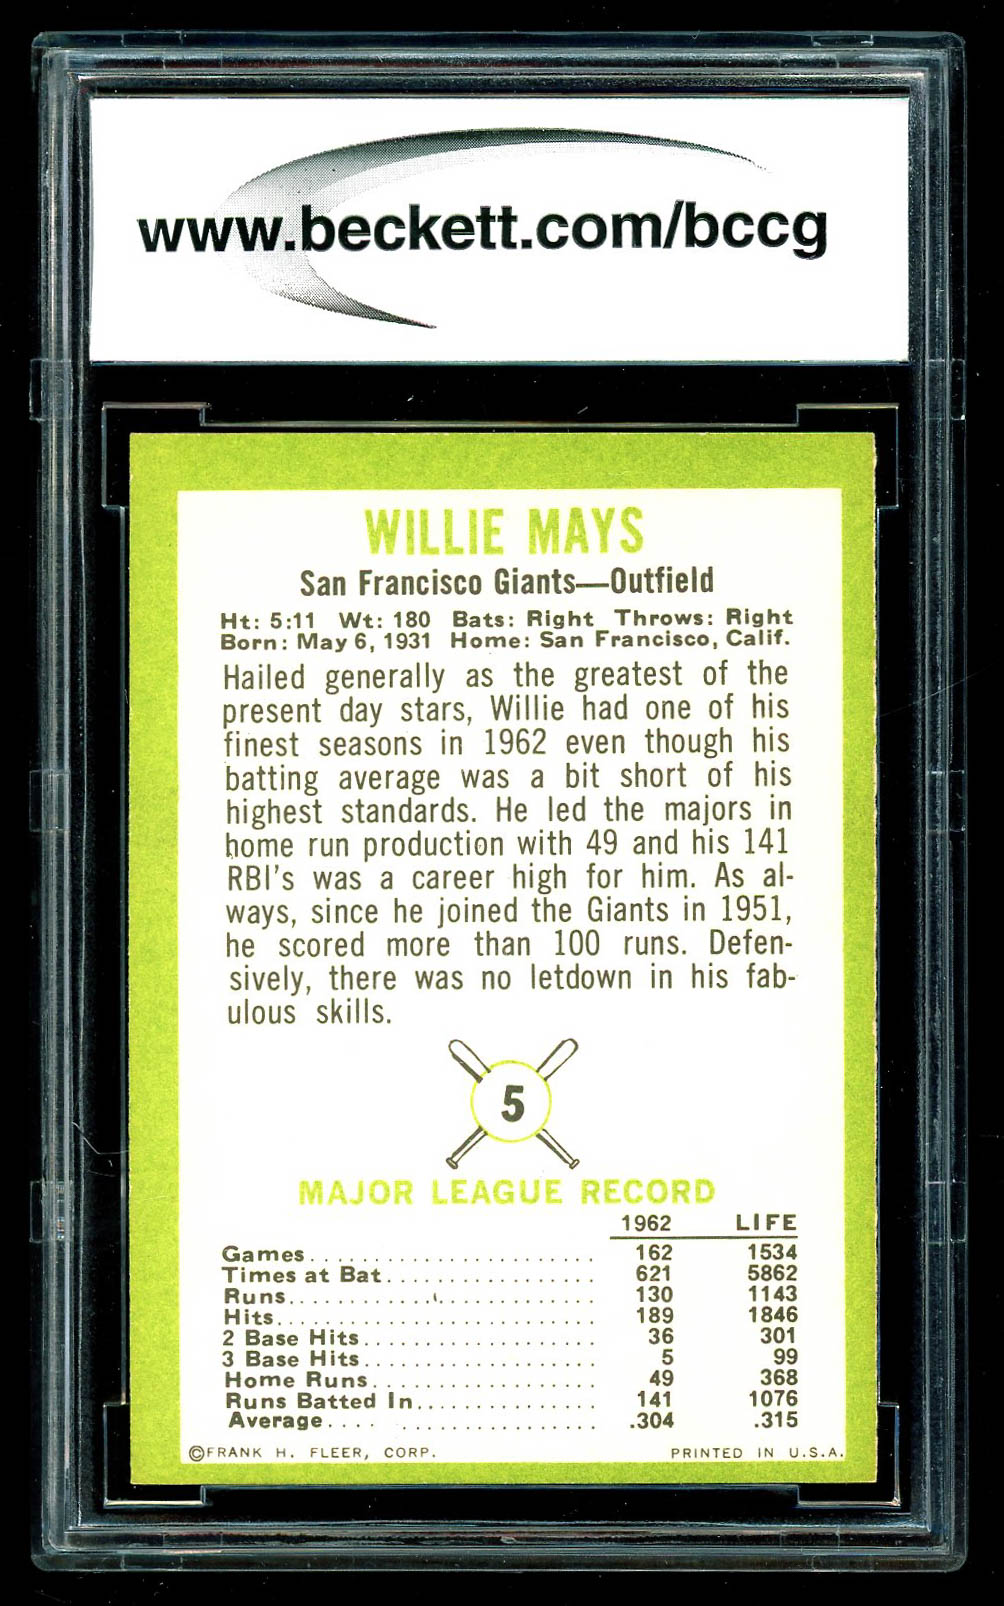 www.beckett.com/bccg
WILLIE MAYS
San Francisco Giants—Outfield
Ht: 5:11 Wt: 180 Bats: Right Throws: Right
Born: May 6, 1931 Home: San Francisco, Calif.
Hailed generally as the greatest of the
present day stars, Willie had one of his
finest seasons in 1962 even though his
batting average was a bit short of his
highest standards. He led the majors in
home run production with 49 and his 141
RBI's was a career high for him. As al-
ways, since he joined the Giants in 1951,
he scored more than 100 runs. Defen-
sively, there was no letdown in his fab-
ulous skills.
5
MAJOR LEAGUE RECORD
1962 LIFE
Games 162 1534
Times at Bat 621 5862
Runs 130 1143
Hits 189 1846
2 Base Hits 36 301
3 Base Hits 5 99
Home Runs 49 368
Runs Batted In 141 1076
Average .304 .315
©FRANK H. FLEER, CORP. PRINTED IN U.S.A.